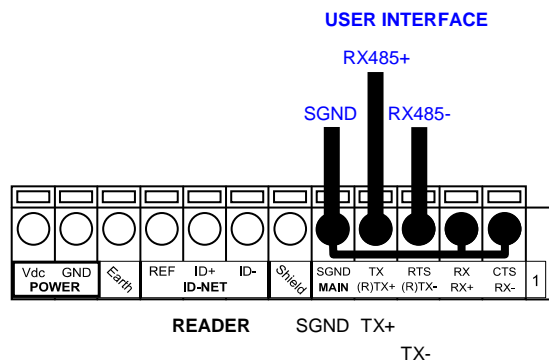 USER INTERFACE
RX485+
SGND RX485-
Vdc GND Earth REF ID+ ID- Shield SGND TX RTS RX CTS 1
POWER ID-NET MAIN (R)TX+ (R)TX- RX+ RX-
READER SGND TX+
TX-